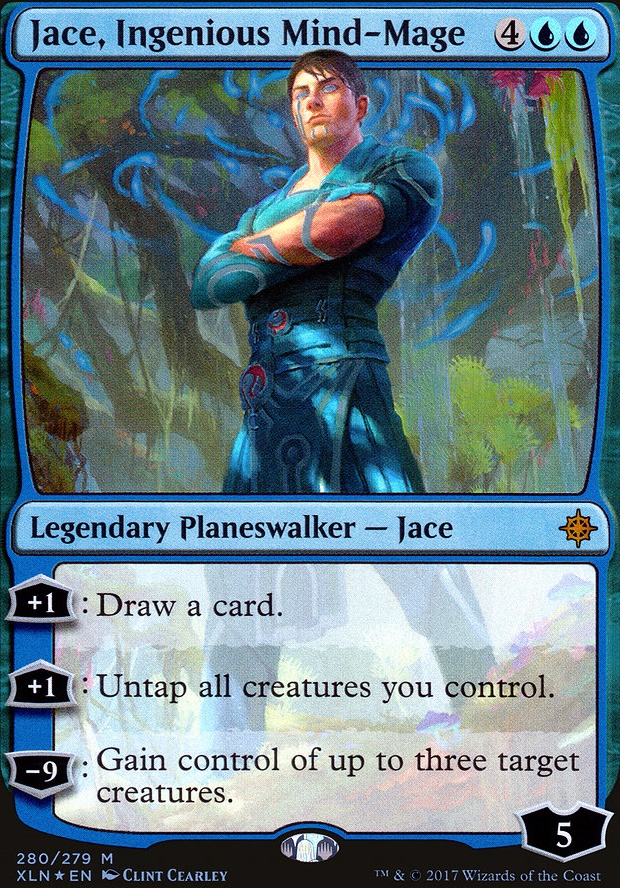 Jace, Ingenious Mind-Mage 4
Legendary Planeswalker — Jace
+1: Draw a card.
+1: Untap all creatures you control.
-9: Gain control of up to three target
creatures.
5
280/279 M
XLN★EN Clint Cearley
™ & © 2017 Wizards of the Coast